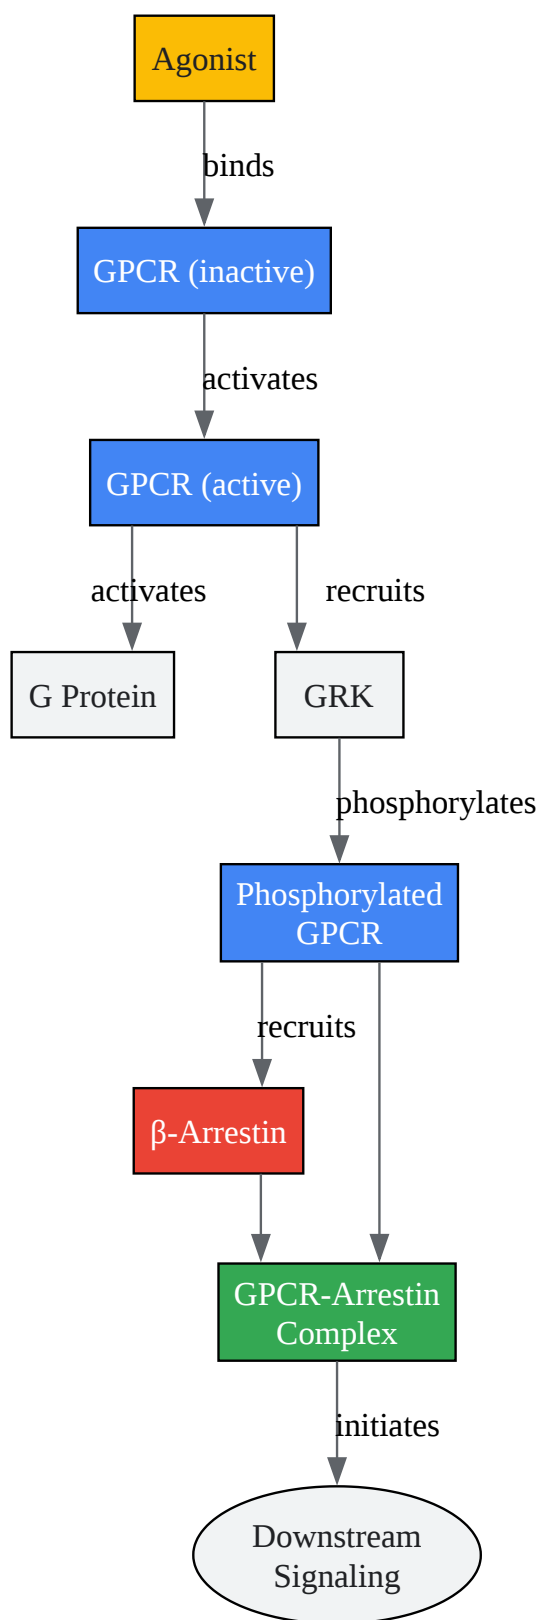 Agonist
binds
GPCR (inactive)
activates
GPCR (active)
activates
recruits
G Protein
GRK
phosphorylates
Phosphorylated
GPCR
recruits
β-Arrestin
GPCR-Arrestin
Complex
initiates
Downstream
Signaling